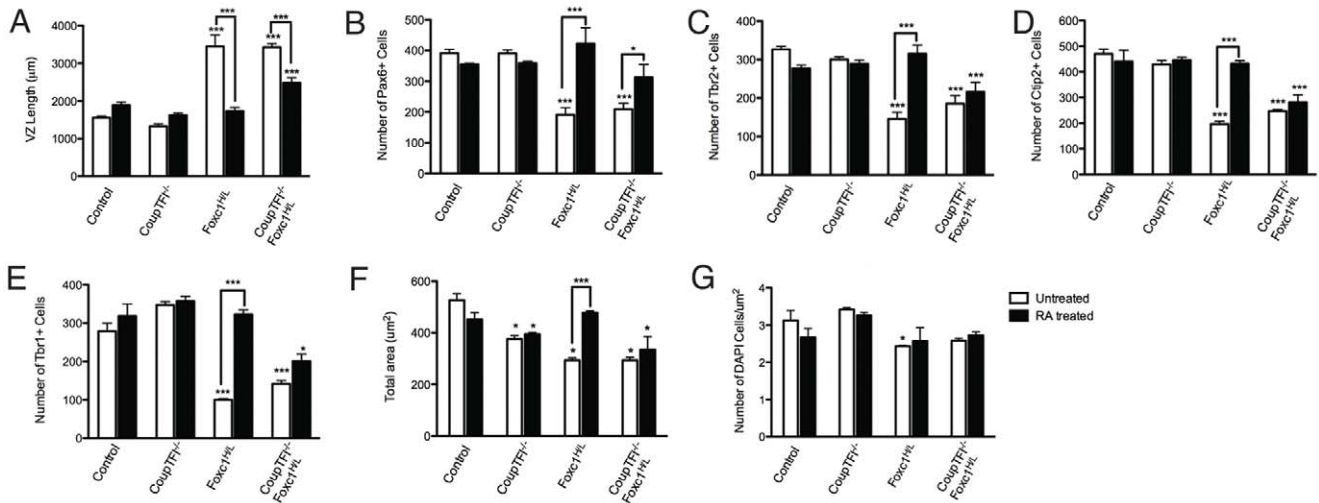 A
VZ Length (µm)
4000
3000
2000
1000
0
***
***
***
***
***
Control
CoupTFI-/-
Foxc1H/L
CoupTFI-/-
Foxc1H/L
B
Number of Pax6+ Cells
500
400
300
200
100
0
***
***
*
***
Control
CoupTFI-/-
Foxc1H/L
CoupTFI-/-
Foxc1H/L
C
Number of Tbr2+ Cells
400
300
200
100
0
***
***
***
***
Control
CoupTFI-/-
Foxc1H/L
CoupTFI-/-
Foxc1H/L
D
Number of Ctip2+ Cells
600
500
400
300
200
100
0
***
***
***
***
Control
CoupTFI-/-
Foxc1H/L
CoupTFI-/-
Foxc1H/L
E
Number of Tbr1+ Cells
400
300
200
100
0
***
***
***
*
Control
CoupTFI-/-
Foxc1H/L
CoupTFI-/-
Foxc1H/L
F
Total area (um2)
600
400
200
0
*
*
***
*
*
*
Control
CoupTFI-/-
Foxc1H/L
CoupTFI-/-
Foxc1H/L
G
Number of DAPI Cells/um2
4
3
2
1
0
*
Control
CoupTFI-/-
Foxc1H/L
CoupTFI-/-
Foxc1H/L
Untreated
RA treated